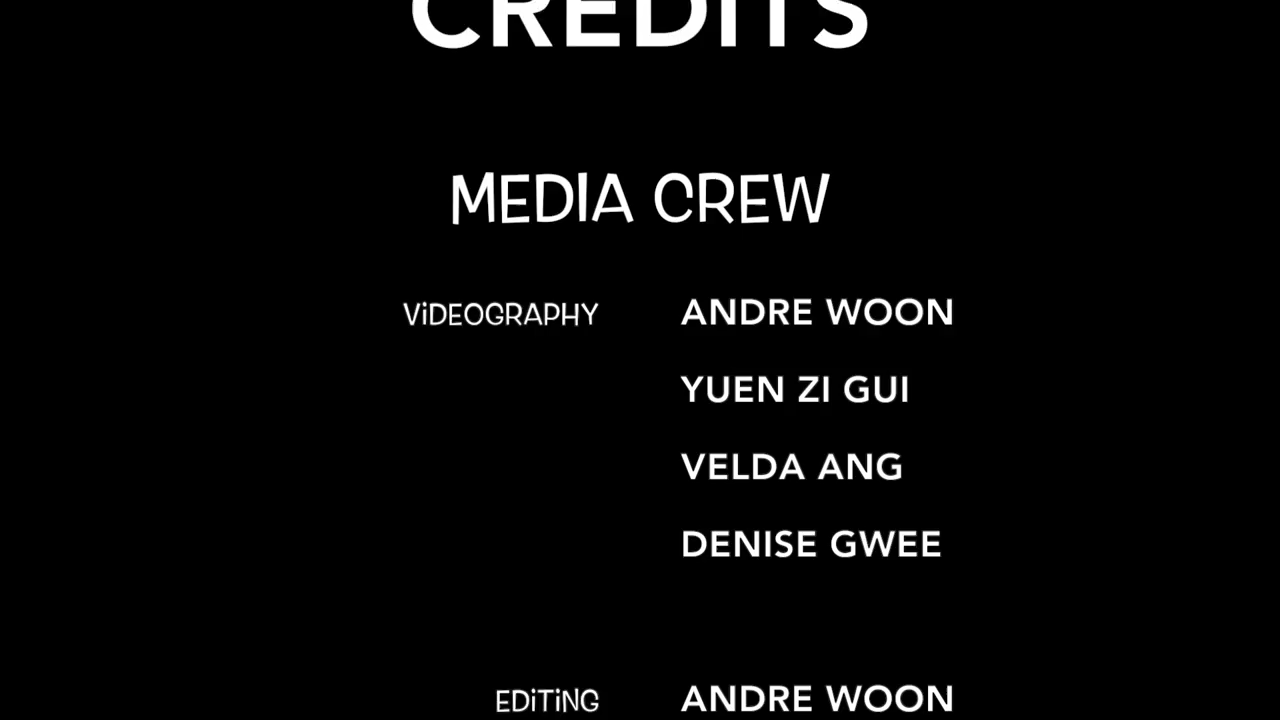 CREDITS
MEDIA CREW
ViDEOGRAPHY ANDRE WOON
YUEN ZI GUI
VELDA ANG
DENISE GWEE
EDiTiNG ANDRE WOON